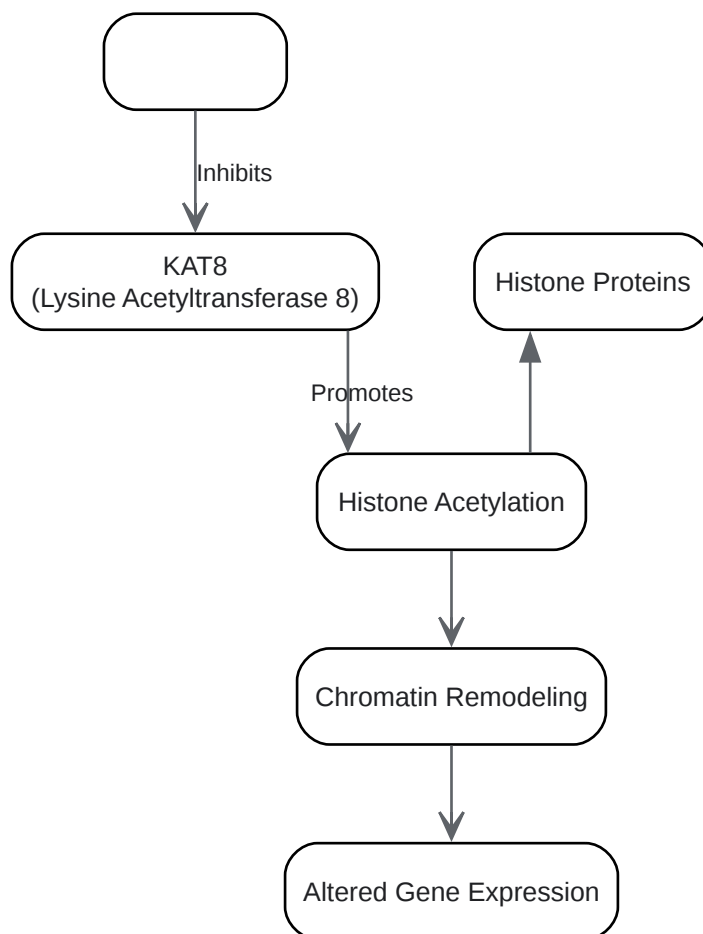 Inhibits
KAT8
(Lysine Acetyltransferase 8)
Histone Proteins
Promotes
Histone Acetylation
Chromatin Remodeling
Altered Gene Expression